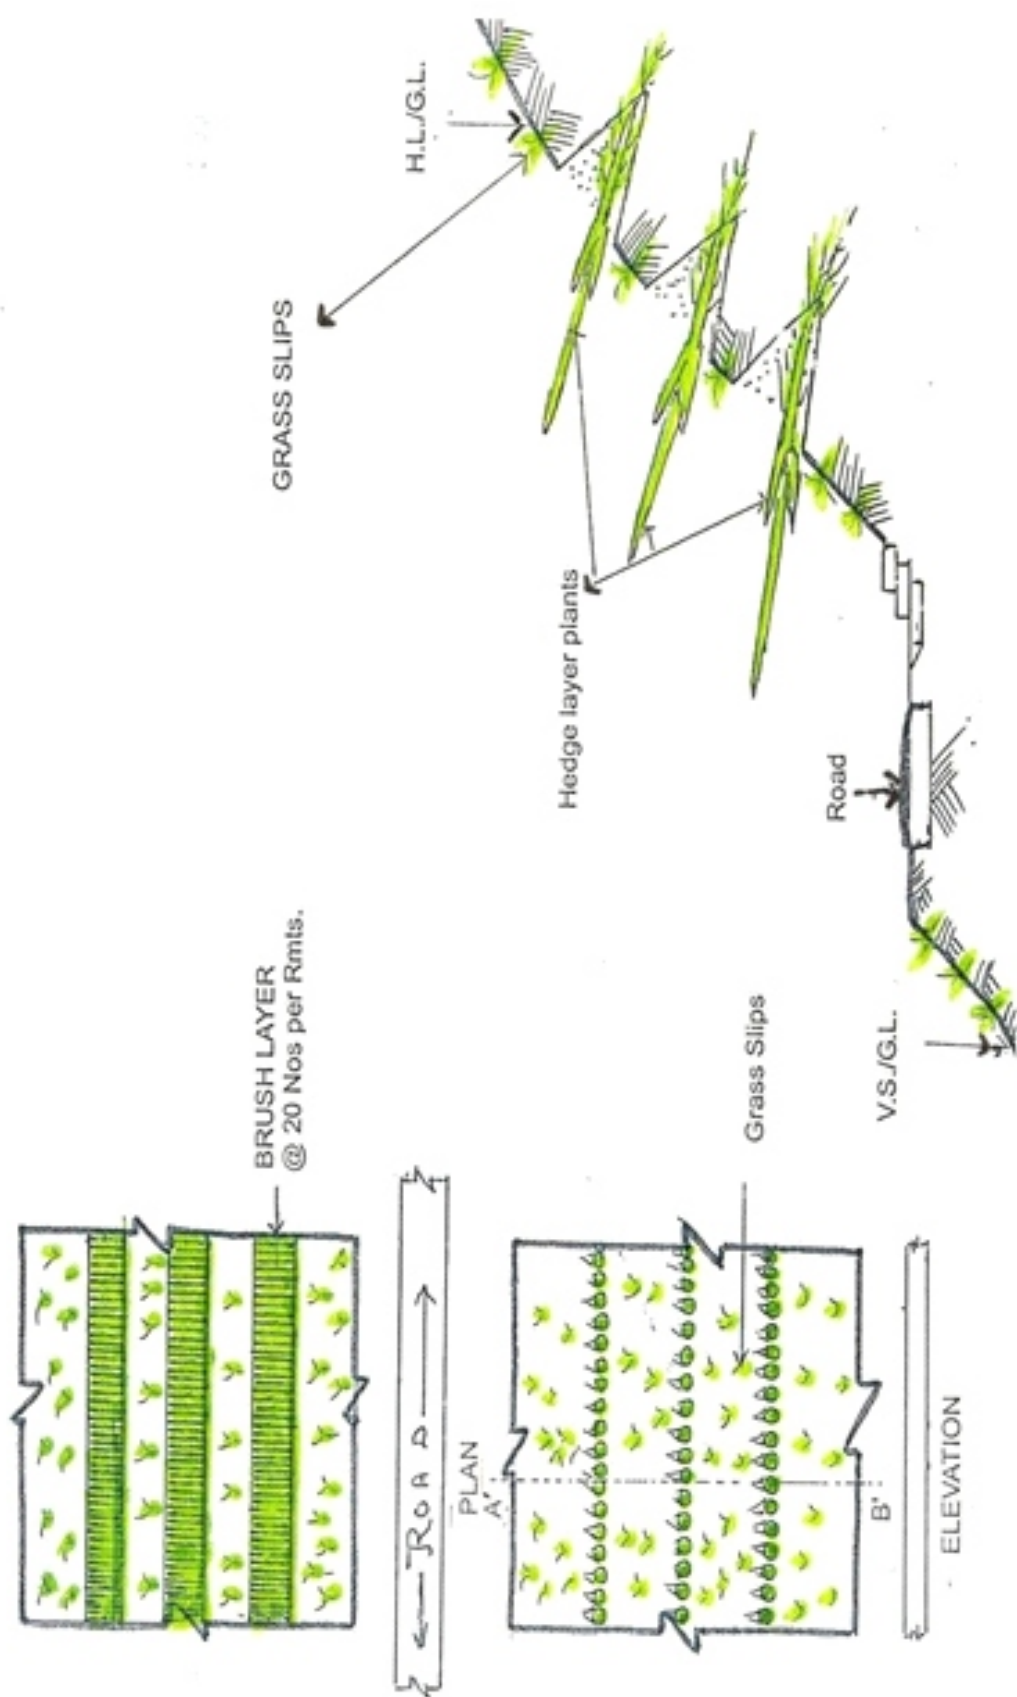 BRUSH LAYER
@ 20 Nos per Rmts.
ROAD
PLAN
A'
Grass Slips
B'
ELEVATION
GRASS SLIPS
H.L./G.L.
Hedge layer plants
Road
V.S./G.L.